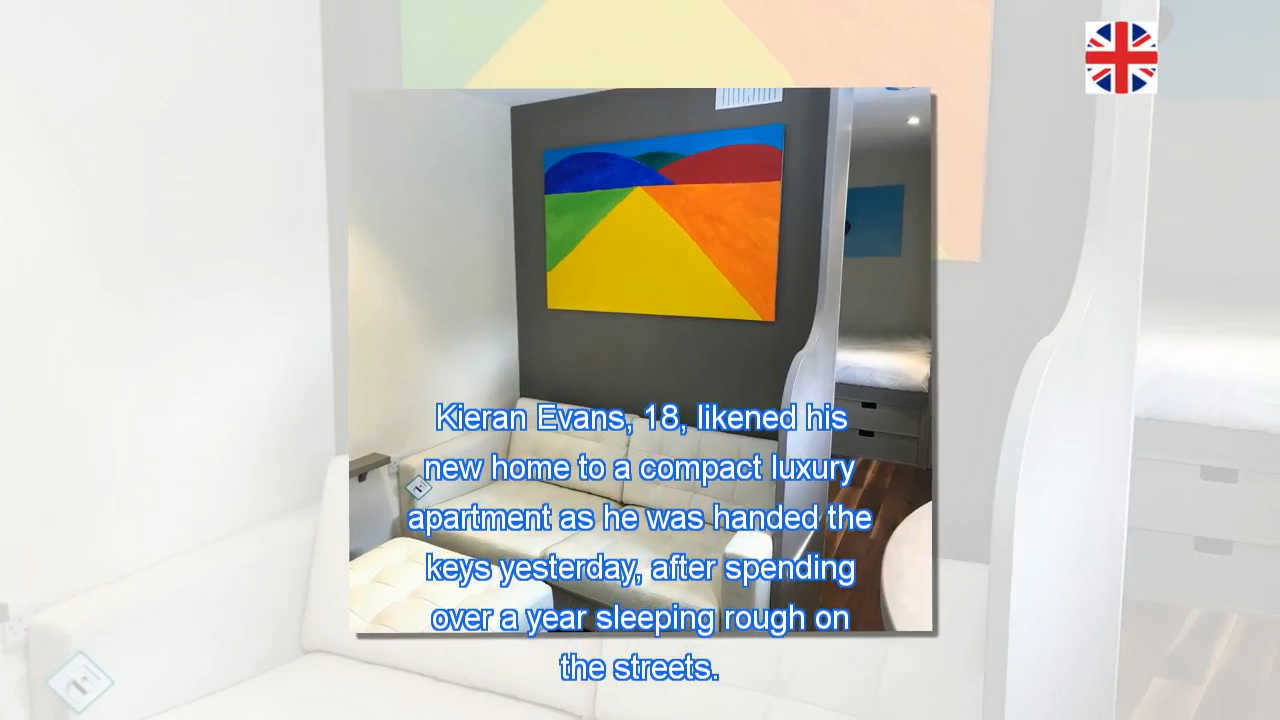 Kieran Evans, 18, likened his
new home to a compact luxury
apartment as he was handed the
keys yesterday, after spending
over a year sleeping rough on
the streets.